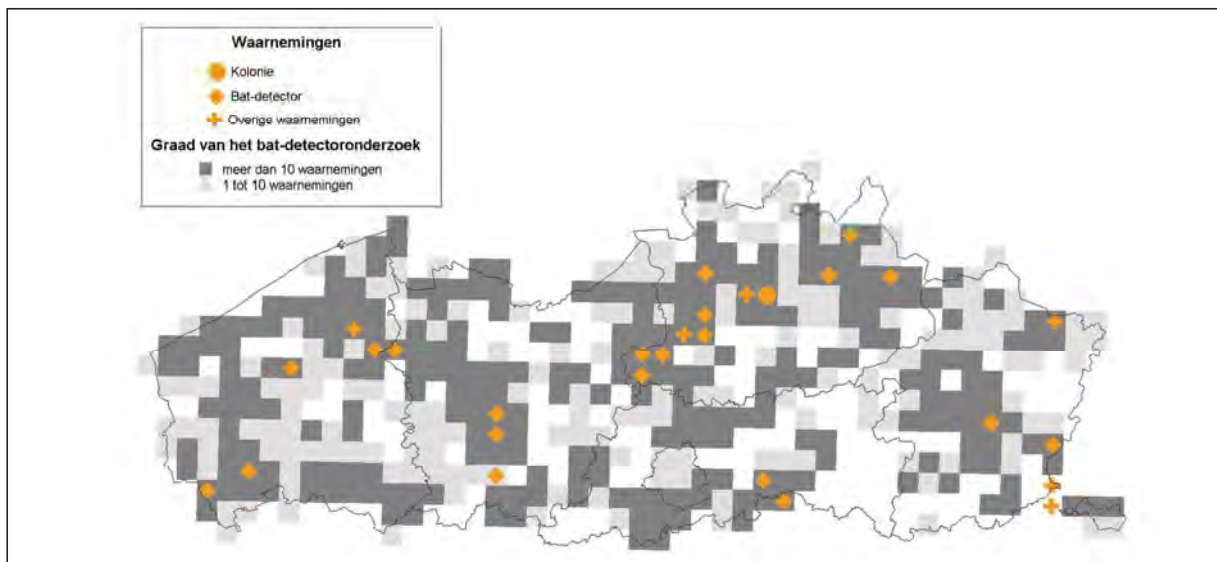 Waarnemingen
Kolonie
Bat-detector
Overige waarnemingen
Graad van het bat-detectoronderzoek
meer dan 10 waarnemingen
1 tot 10 waarnemingen